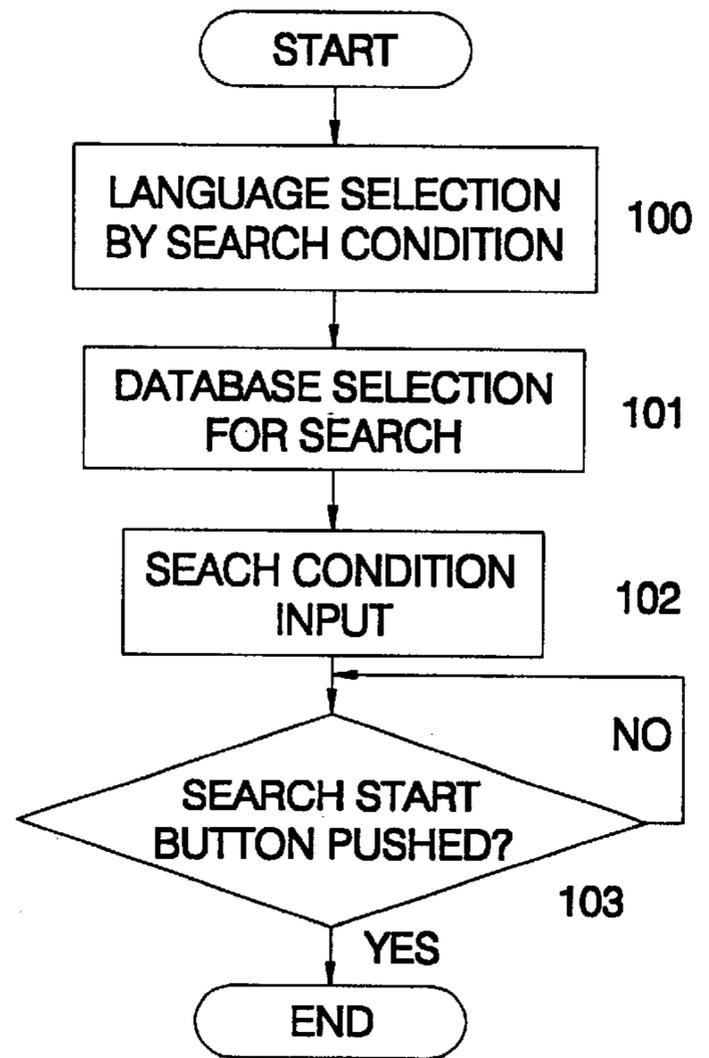 START
LANGUAGE SELECTION
BY SEARCH CONDITION
100
DATABASE SELECTION
FOR SEARCH
101
SEACH CONDITION
INPUT
102
NO
SEARCH START
BUTTON PUSHED?
103
YES
END